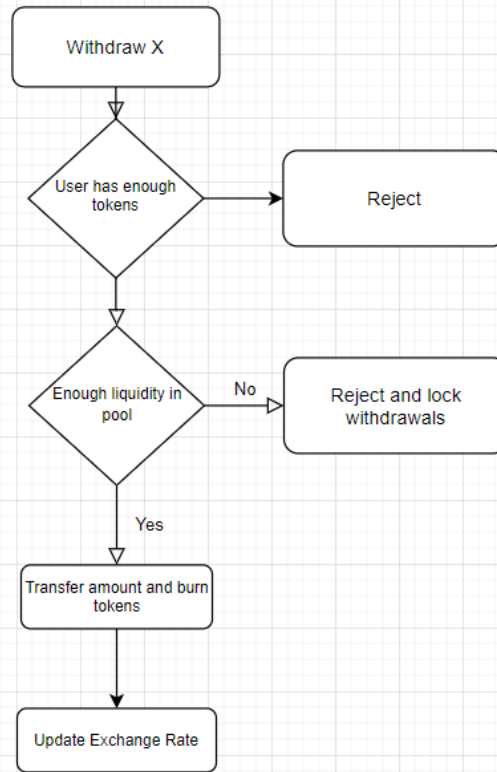 Withdraw X
User has enough
tokens
Reject
Enough liquidity in
pool
No
Reject and lock
withdrawals
Yes
Transfer amount and burn
tokens
Update Exchange Rate